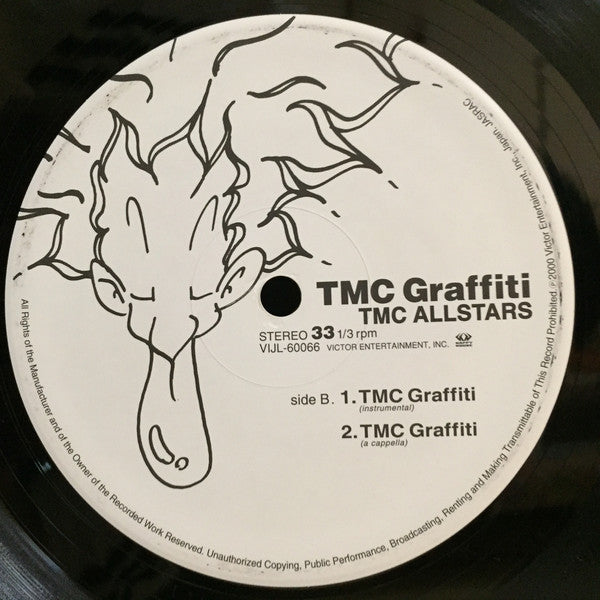 TMC Graffiti
TMC ALLSTARS
STEREO 33 1/3 rpm
VIJL-60066 VICTOR ENTERTAINMENT, INC.
side B. 1. TMC Graffiti
(instrumental)
2. TMC Graffiti
(a cappella)
All Rights of the Manufacturer and of the Owner of the Recorded Work Reserved. Unauthorized Copying, Public Performance, Broadcasting, Renting and Making Transmittable of This Record Prohibited. ℗2000 Victor Entertainment, Inc., Japan. JASRAC